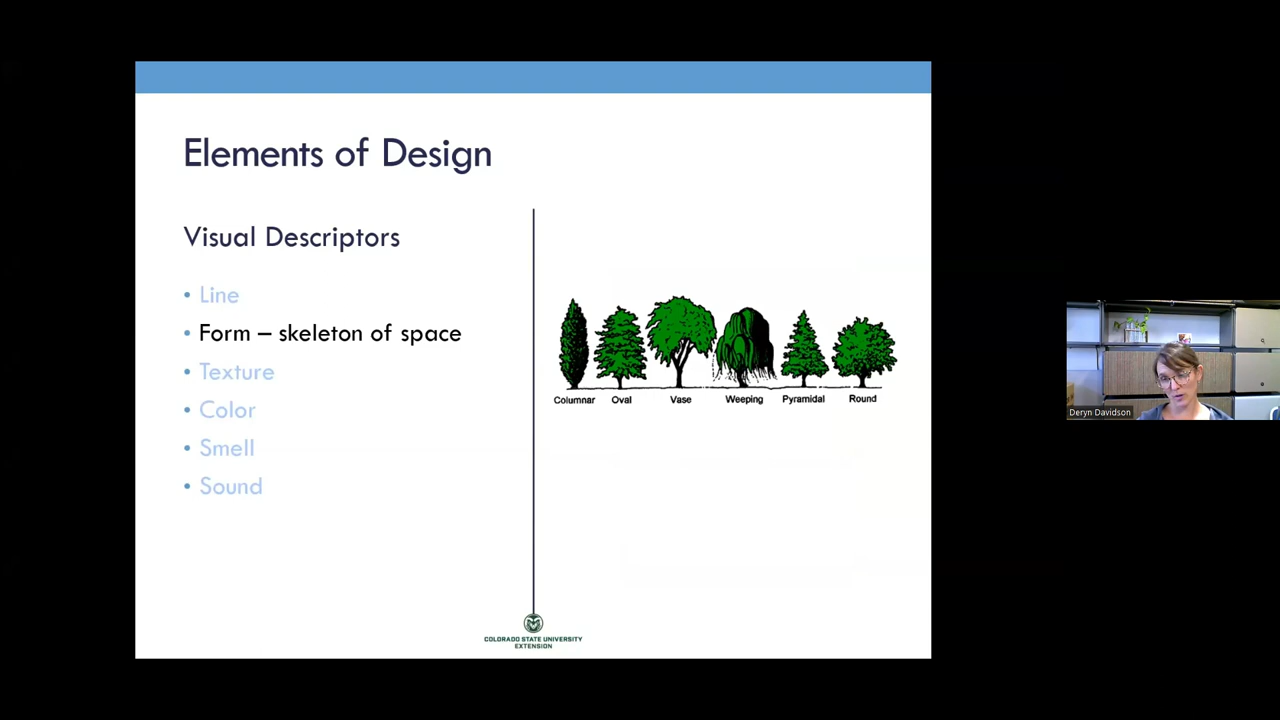 Elements of Design
Visual Descriptors
• Line
• Form – skeleton of space
• Texture
• Color
• Smell
• Sound
Columnar Oval Vase Weeping Pyramidal Round
COLORADO STATE UNIVERSITY
EXTENSION
Deryn Davidson